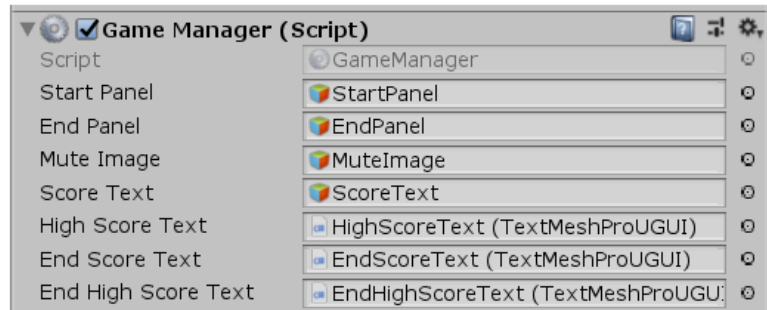 Game Manager (Script)
Script GameManager
Start Panel StartPanel
End Panel EndPanel
Mute Image MuteImage
Score Text ScoreText
High Score Text HighScoreText (TextMeshProUGUI)
End Score Text EndScoreText (TextMeshProUGUI)
End High Score Text EndHighScoreText (TextMeshProUGU